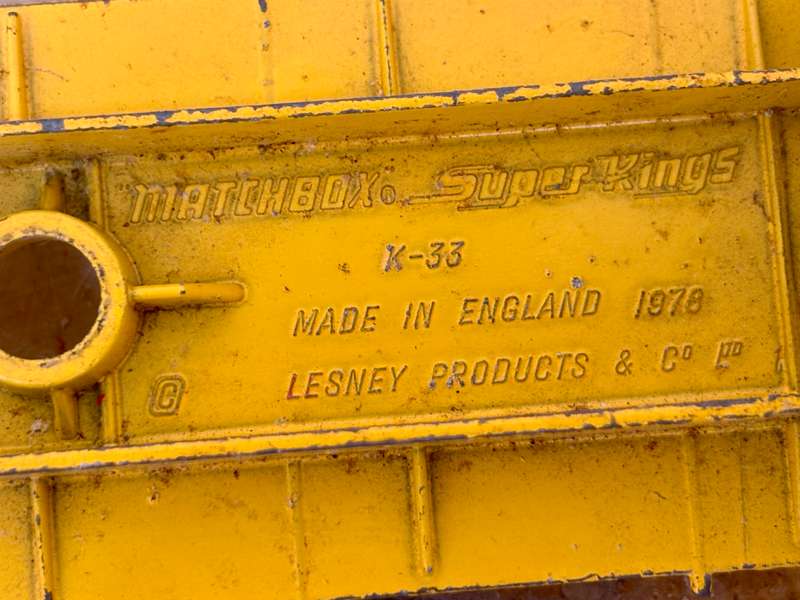 "MATCHBOX"® Super Kings
K-33
MADE IN ENGLAND 1978
© LESNEY PRODUCTS & Cº Lᵀᴰ